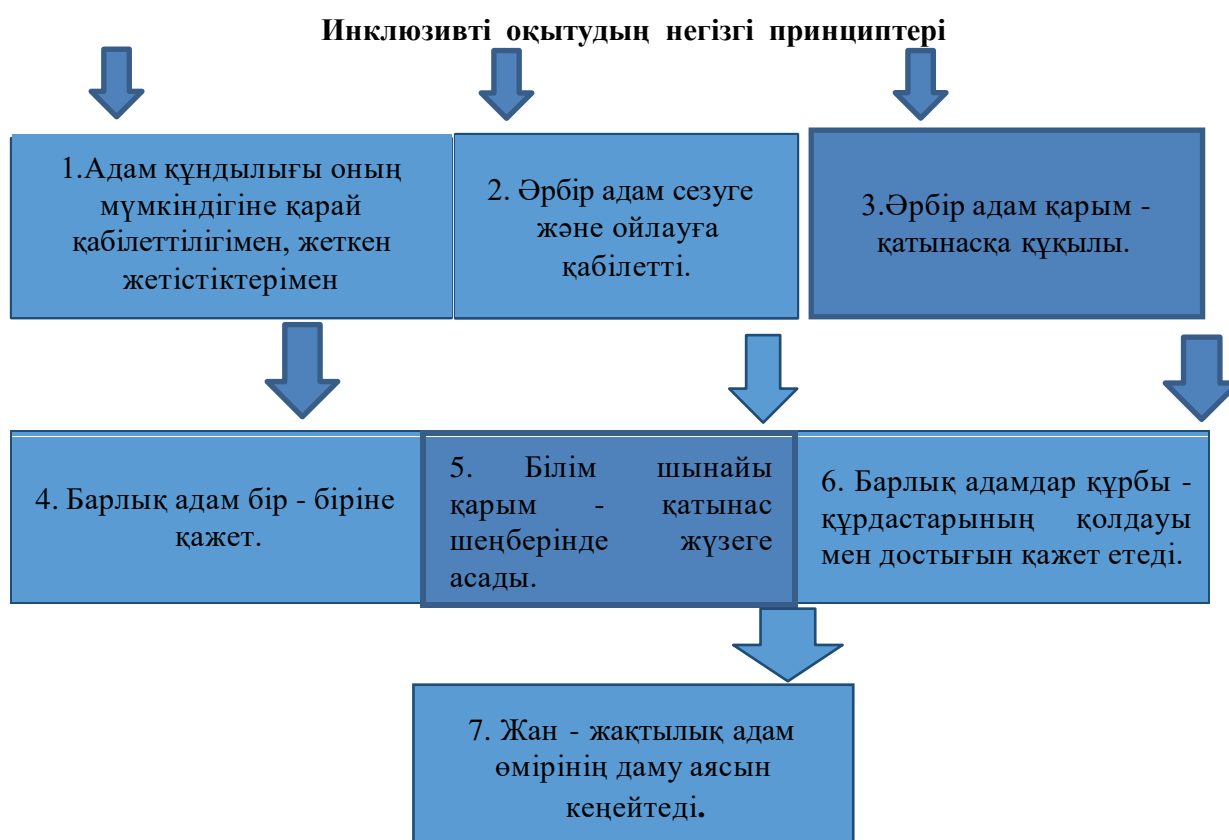 Инклюзивті оқытудың негізгі принциптері
1.Адам құндылығы оның
мүмкіндігіне қарай
қабілеттілігімен, жеткен
жетістіктерімен
2. Әрбір адам сезуге
және ойлауға
қабілетті.
3.Әрбір адам қарым -
қатынасқа құқылы.
4. Барлық адам бір - біріне
қажет.
5. Білім шынайы
қарым - қатынас
шеңберінде жүзеге
асады.
6. Барлық адамдар құрбы -
құрдастарының қолдауы
мен достығын қажет етеді.
7. Жан - жақтылық адам
өмірінің даму аясын
кеңейтеді.